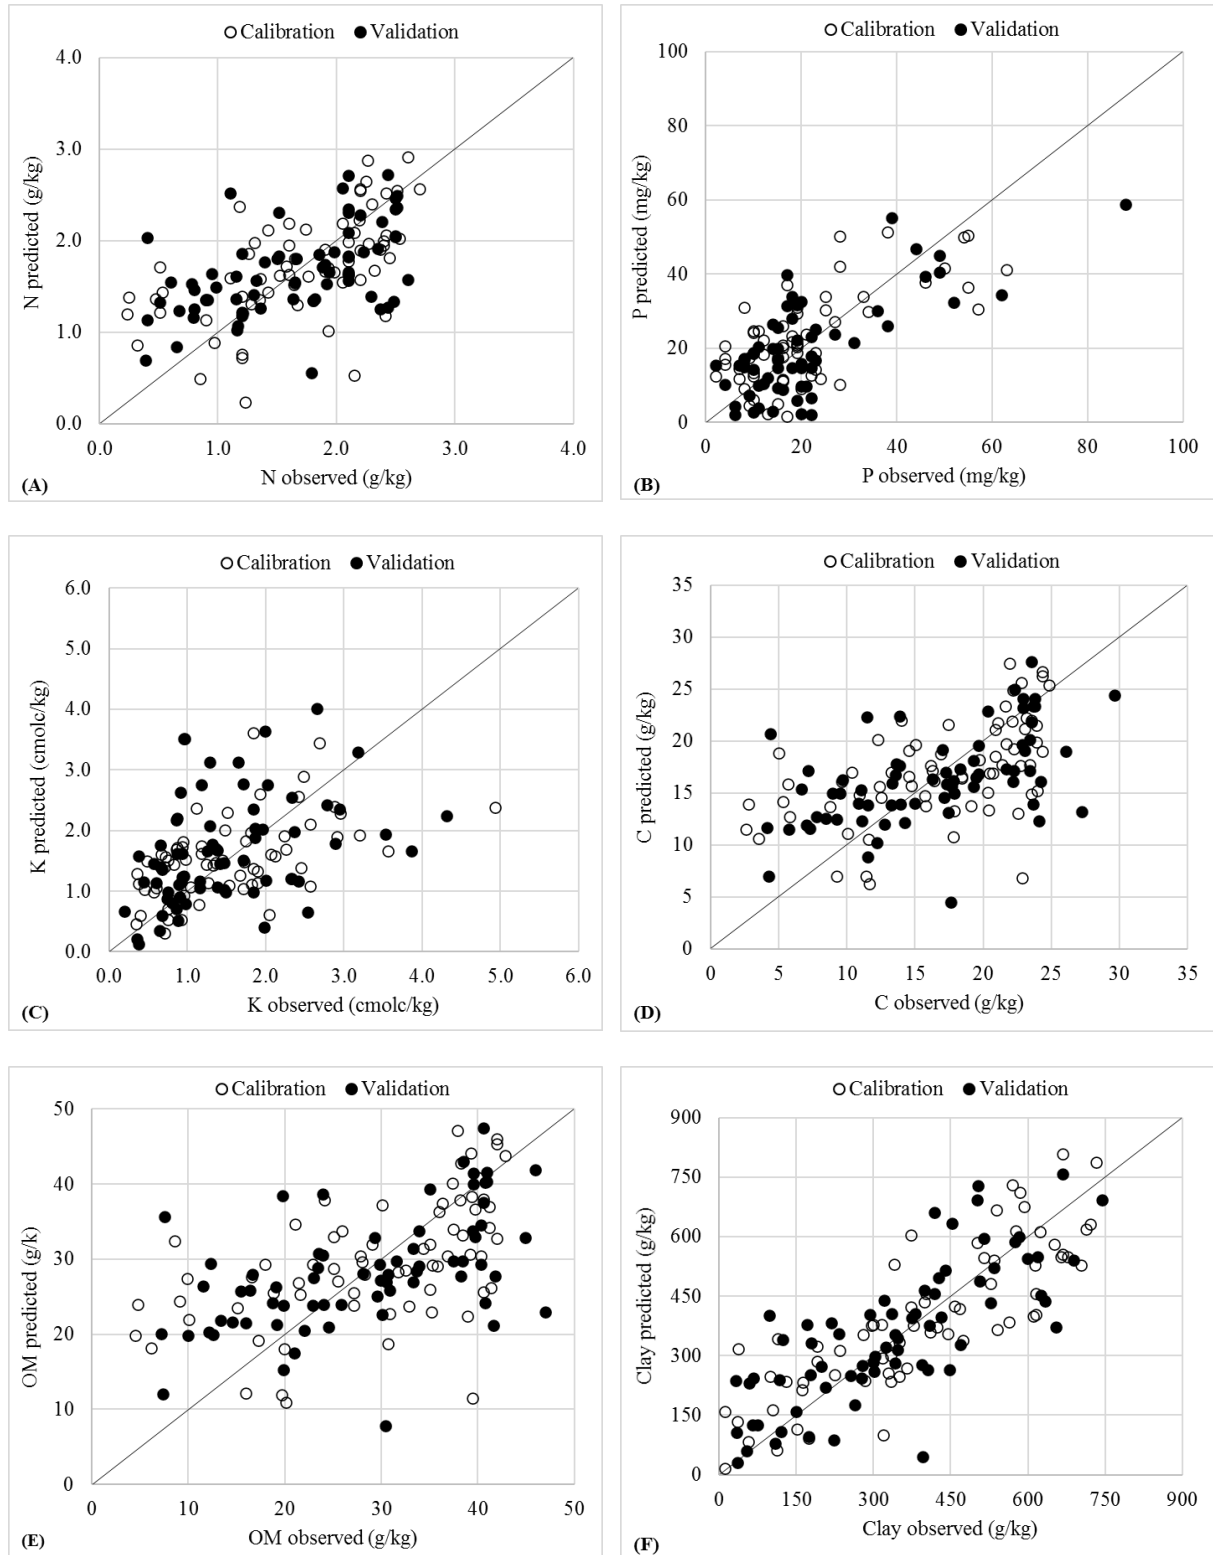 Calibration Validation
4.0
3.0
2.0
1.0
0.0
0.0 1.0 2.0 3.0 4.0
N predicted (g/kg)
N observed (g/kg)
(A)
Calibration Validation
100
80
60
40
20
0
0 20 40 60 80 100
P predicted (mg/kg)
P observed (mg/kg)
(B)
Calibration Validation
6.0
5.0
4.0
3.0
2.0
1.0
0.0
0.0 1.0 2.0 3.0 4.0 5.0 6.0
K predicted (cmolc/kg)
K observed (cmolc/kg)
(C)
Calibration Validation
35
30
25
20
15
10
5
0
0 5 10 15 20 25 30 35
C predicted (g/kg)
C observed (g/kg)
(D)
Calibration Validation
50
40
30
20
10
0
0 10 20 30 40 50
OM predicted (g/k)
OM observed (g/kg)
(E)
Calibration Validation
900
750
600
450
300
150
0
0 150 300 450 600 750 900
Clay predicted (g/kg)
Clay observed (g/kg)
(F)